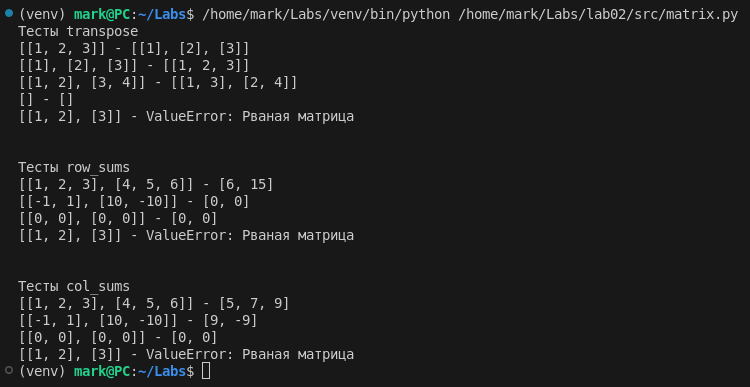 (venv) mark@PC:~/Labs$ /home/mark/Labs/venv/bin/python /home/mark/Labs/lab02/src/matrix.py
Тесты transpose
[[1, 2, 3]] - [[1], [2], [3]]
[[1], [2], [3]] - [[1, 2, 3]]
[[1, 2], [3, 4]] - [[1, 3], [2, 4]]
[] - []
[[1, 2], [3]] - ValueError: Рваная матрица
Тесты row_sums
[[1, 2, 3], [4, 5, 6]] - [6, 15]
[[-1, 1], [10, -10]] - [0, 0]
[[0, 0], [0, 0]] - [0, 0]
[[1, 2], [3]] - ValueError: Рваная матрица
Тесты col_sums
[[1, 2, 3], [4, 5, 6]] - [5, 7, 9]
[[-1, 1], [10, -10]] - [9, -9]
[[0, 0], [0, 0]] - [0, 0]
[[1, 2], [3]] - ValueError: Рваная матрица
(venv) mark@PC:~/Labs$